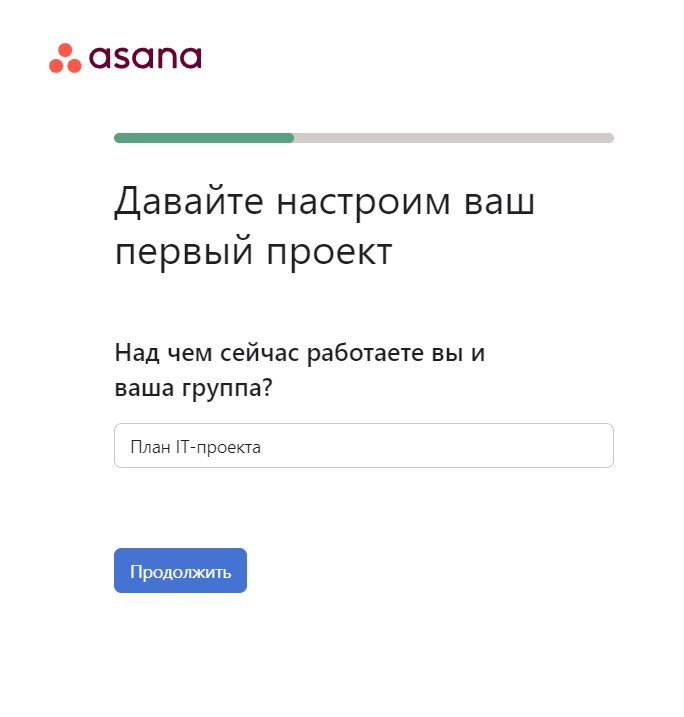 asana
Давайте настроим ваш
первый проект
Над чем сейчас работаете вы и
ваша группа?
План IT-проекта
Продолжить